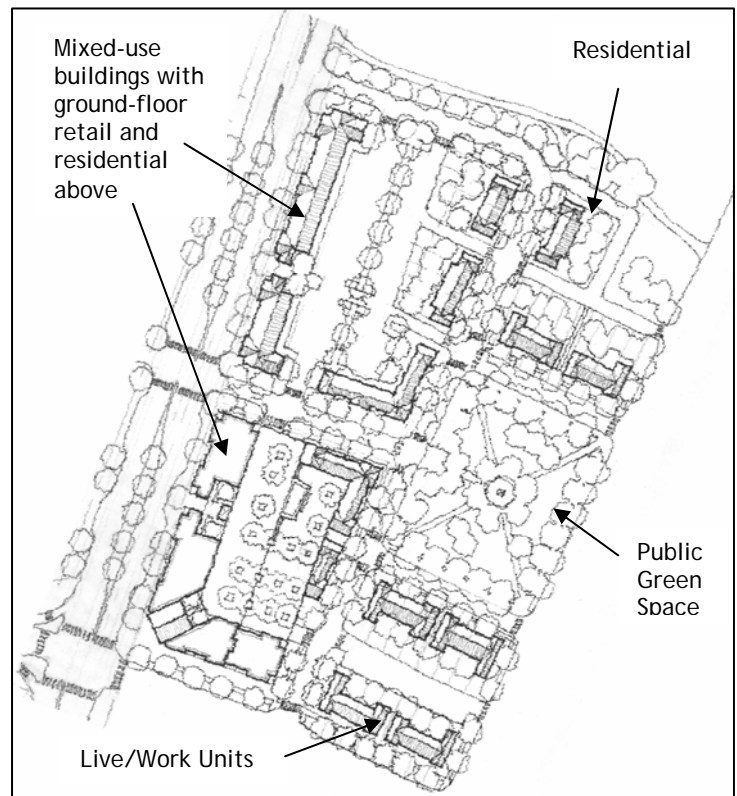 Mixed-use
buildings with
ground-floor
retail and
residential
above
Residential
Public
Green
Space
Live/Work Units